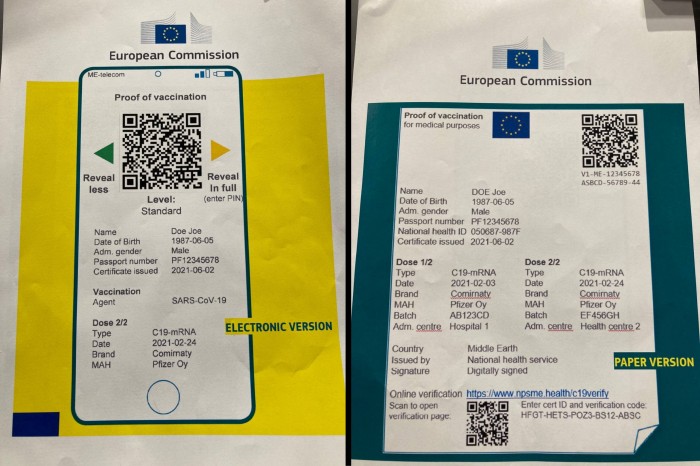 European Commission
ME-telecom
Proof of vaccination
Reveal less
Reveal In full (enter PIN)
Level:
Standard
Name Doe Joe
Date of Birth 1987-06-05
Adm. gender Male
Passport number PF12345678
Certificate issued 2021-06-02
Vaccination
Agent SARS-CoV-19
Dose 2/2
Type C19-mRNA
Date 2021-02-24
Brand Comirnaty
MAH Pfizer Oy
ELECTRONIC VERSION
European Commission
Proof of vaccination
for medical purposes
V1-ME-12345678
ASBCD-56789-44
Name DOE Joe
Date of Birth 1987-06-05
Adm. gender Male
Passport number PF12345678
National health ID 050687-987F
Certificate issued 2021-06-02
Dose 1/2 Dose 2/2
Type C19-mRNA Type C19-mRNA
Date 2021-02-03 Date 2021-02-24
Brand Comirnaty Brand Comirnaty
MAH Pfizer Oy MAH Pfizer Oy
Batch AB123CD Batch EF456GH
Adm. centre Hospital 1 Adm. centre Health centre 2
Country Middle Earth
Issued by National health service
Signature Digitally signed
PAPER VERSION
Online verification https://www.npsme.health/c19verify
Scan to open Enter cert ID and verification code:
verification page: HFGT-HETS-POZ3-BS12-ABSC